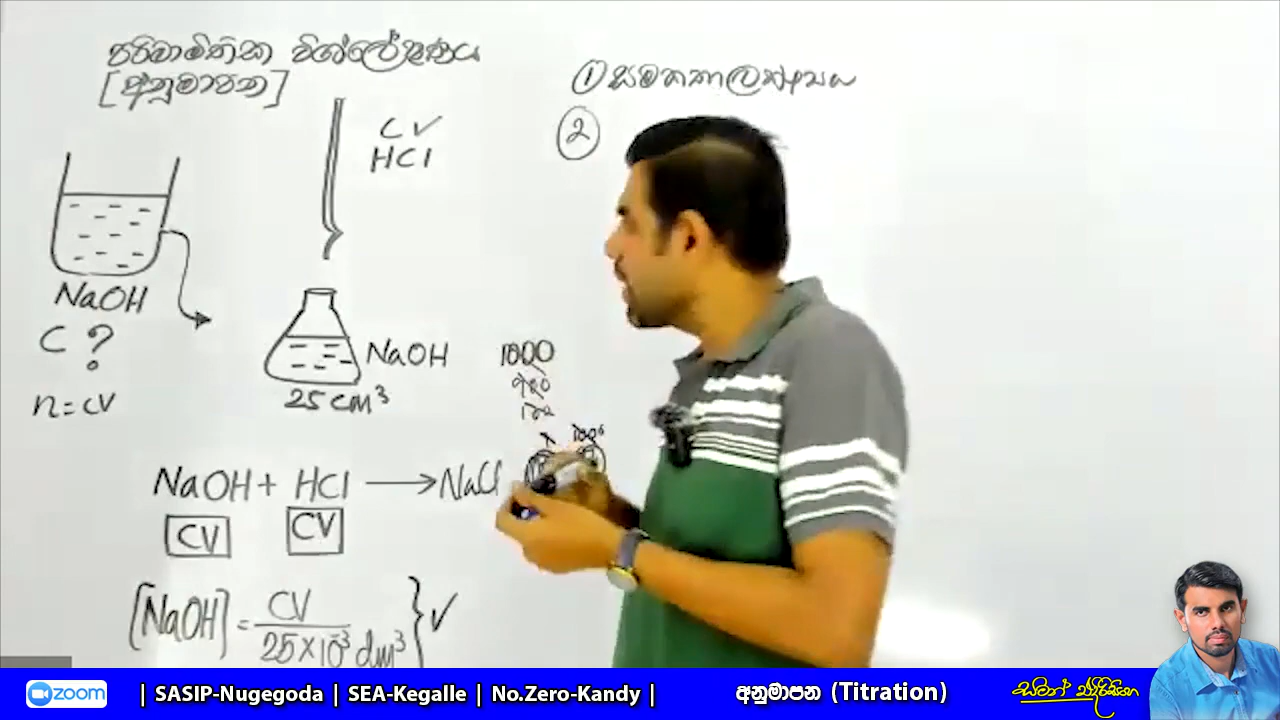 පරිමාමිතික විශ්ලේෂණය
[අනුමාපන]
① සමකතාලක්ෂ්‍යය
②
CV
HCl
NaOH
C ?
n = CV
NaOH
25 cm³
1000
NaOH + HCl → NaCl
CV CV
[NaOH] = CV / 25 × 10⁻³ dm³ } ✓
zoom
| SASIP-Nugegoda | SEA-Kegalle | No.Zero-Kandy |
අනුමාපන (Titration)